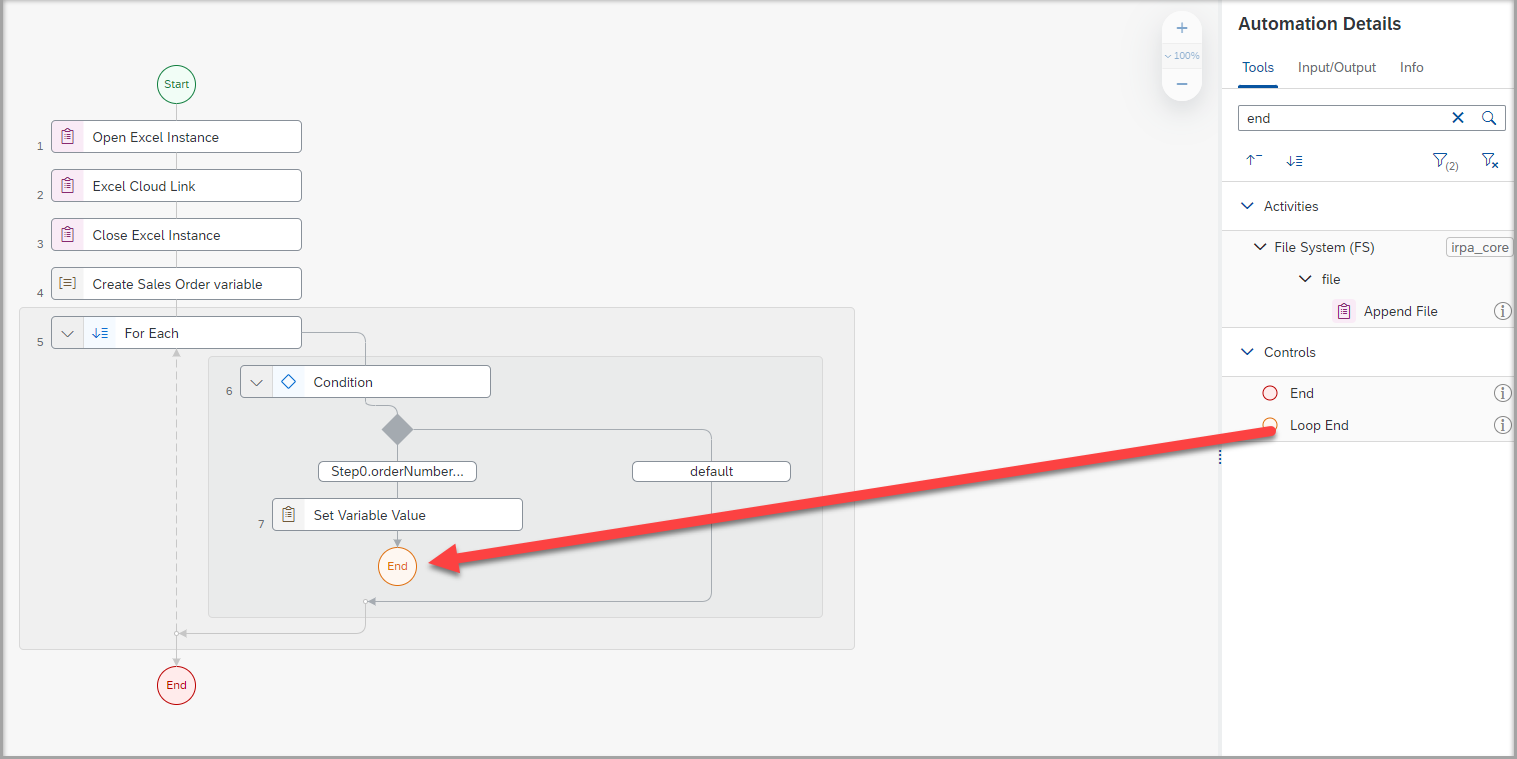 Start
1 Open Excel Instance
2 Excel Cloud Link
3 Close Excel Instance
4 Create Sales Order variable
5 For Each
6 Condition
Step0.orderNumber...
default
7 Set Variable Value
End
End
100%
Automation Details
Tools Input/Output Info
end
(2)
Activities
File System (FS) irpa_core
file
Append File
Controls
End
Loop End